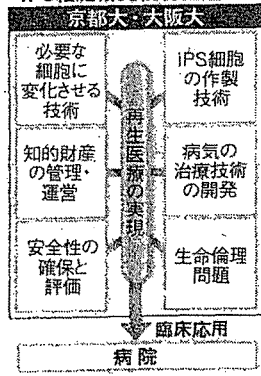 京都大・大阪大
必要な
細胞に
変化させる
技術
iPS細胞
の作製
技術
再生医療の実現
知的財産
の管理・
運営
病気の
治療技術
の開発
安全性の
確保と
評価
生命倫理
問題
臨床応用
病院